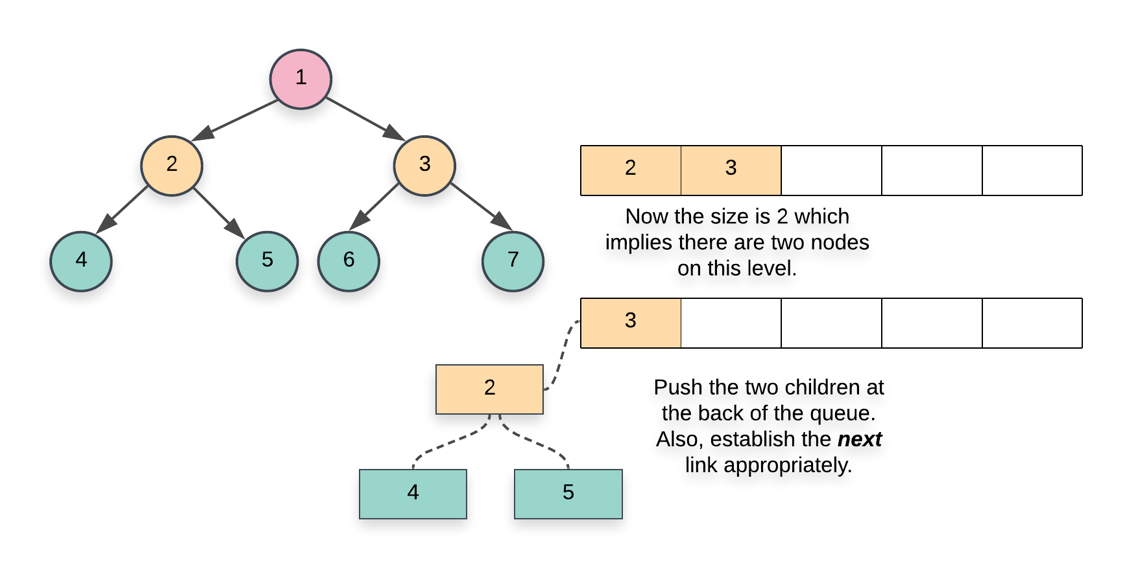 1
2
3
4
5
6
7
2
3
Now the size is 2 which
implies there are two nodes
on this level.
3
2
Push the two children at
the back of the queue.
Also, establish the next
link appropriately.
4
5